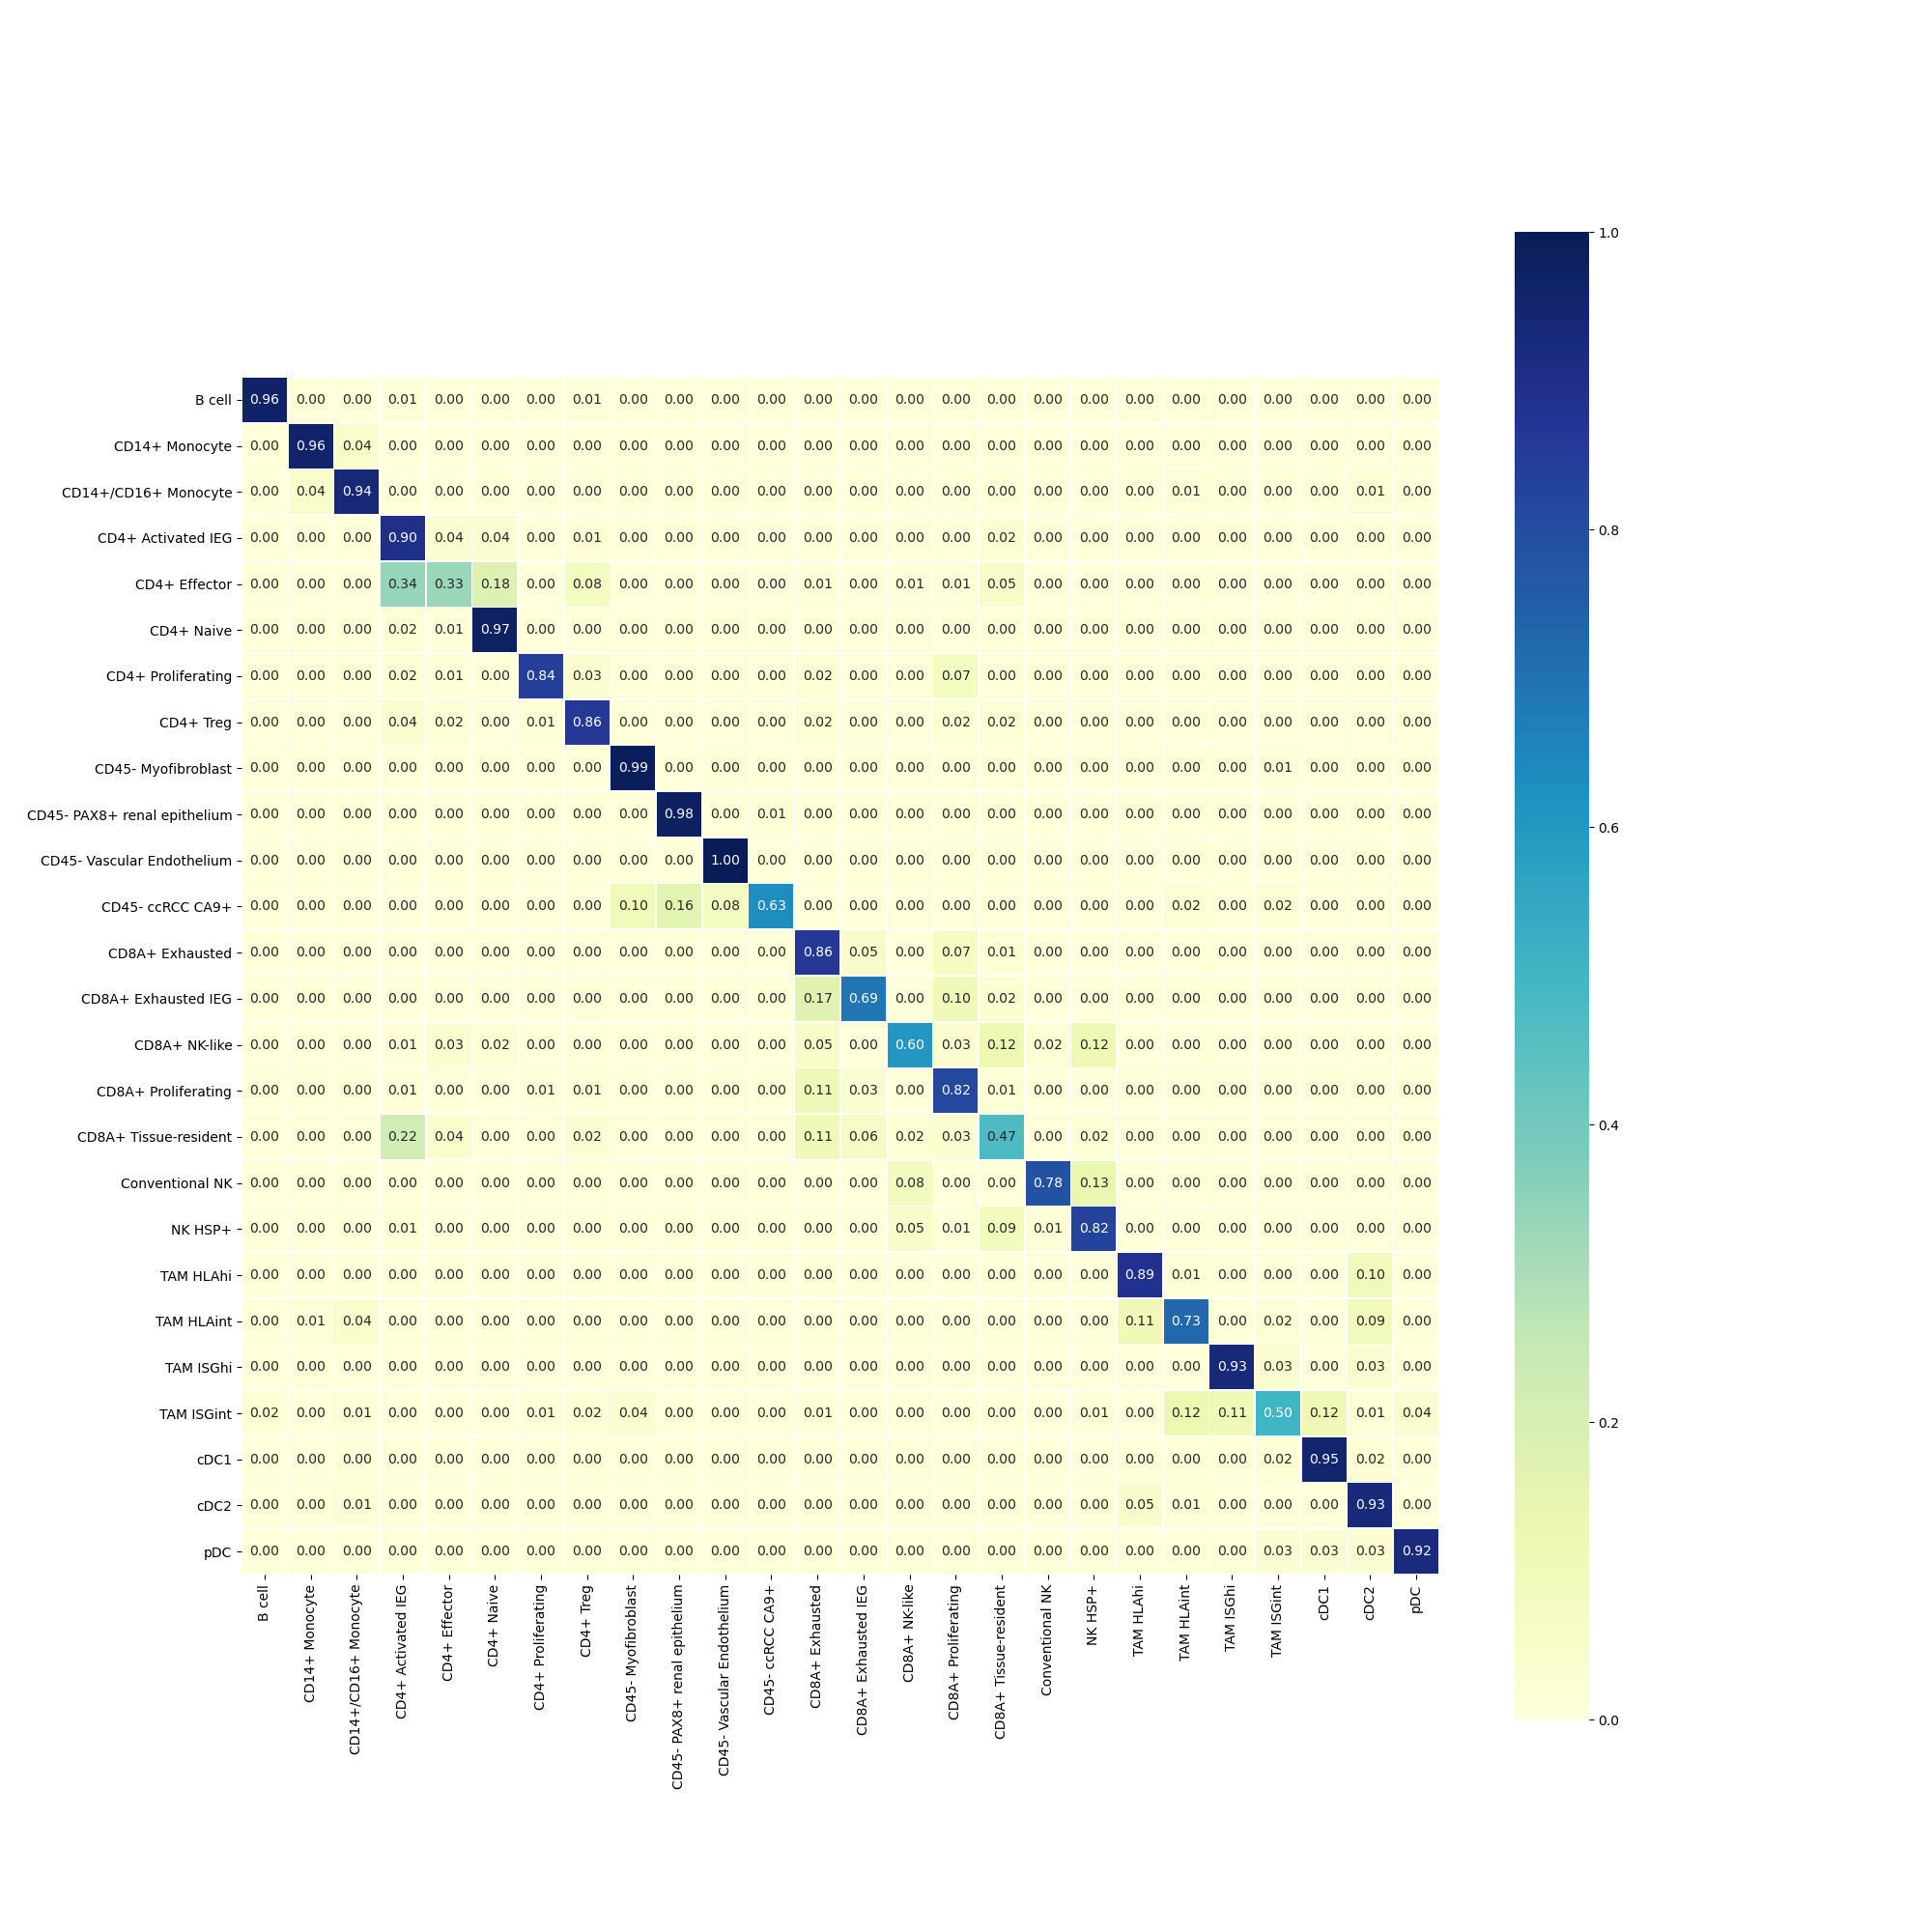 1.0
B cell 0.96 0.00 0.00 0.01 0.00 0.00 0.00 0.01 0.00 0.00 0.00 0.00 0.00 0.00 0.00 0.00 0.00 0.00 0.00 0.00 0.00 0.00 0.00 0.00 0.00 0.00
CD14+ Monocyte 0.00 0.96 0.04 0.00 0.00 0.00 0.00 0.00 0.00 0.00 0.00 0.00 0.00 0.00 0.00 0.00 0.00 0.00 0.00 0.00 0.00 0.00 0.00 0.00 0.00 0.00
CD14+/CD16+ Monocyte 0.00 0.04 0.94 0.00 0.00 0.00 0.00 0.00 0.00 0.00 0.00 0.00 0.00 0.00 0.00 0.00 0.00 0.00 0.00 0.00 0.01 0.00 0.00 0.00 0.01 0.00
0.8
CD4+ Activated IEG 0.00 0.00 0.00 0.90 0.04 0.04 0.00 0.01 0.00 0.00 0.00 0.00 0.00 0.00 0.00 0.00 0.02 0.00 0.00 0.00 0.00 0.00 0.00 0.00 0.00 0.00
CD4+ Effector 0.00 0.00 0.00 0.34 0.33 0.18 0.00 0.08 0.00 0.00 0.00 0.00 0.01 0.00 0.01 0.01 0.05 0.00 0.00 0.00 0.00 0.00 0.00 0.00 0.00 0.00
CD4+ Naive 0.00 0.00 0.00 0.02 0.01 0.97 0.00 0.00 0.00 0.00 0.00 0.00 0.00 0.00 0.00 0.00 0.00 0.00 0.00 0.00 0.00 0.00 0.00 0.00 0.00 0.00
CD4+ Proliferating 0.00 0.00 0.00 0.02 0.01 0.00 0.84 0.03 0.00 0.00 0.00 0.00 0.02 0.00 0.00 0.07 0.00 0.00 0.00 0.00 0.00 0.00 0.00 0.00 0.00 0.00
CD4+ Treg 0.00 0.00 0.00 0.04 0.02 0.00 0.01 0.86 0.00 0.00 0.00 0.00 0.02 0.00 0.00 0.02 0.02 0.00 0.00 0.00 0.00 0.00 0.00 0.00 0.00 0.00
CD45- Myofibroblast 0.00 0.00 0.00 0.00 0.00 0.00 0.00 0.00 0.99 0.00 0.00 0.00 0.00 0.00 0.00 0.00 0.00 0.00 0.00 0.00 0.00 0.00 0.01 0.00 0.00 0.00
CD45- PAX8+ renal epithelium 0.00 0.00 0.00 0.00 0.00 0.00 0.00 0.00 0.00 0.98 0.00 0.01 0.00 0.00 0.00 0.00 0.00 0.00 0.00 0.00 0.00 0.00 0.00 0.00 0.00 0.00
0.6
CD45- Vascular Endothelium 0.00 0.00 0.00 0.00 0.00 0.00 0.00 0.00 0.00 0.00 1.00 0.00 0.00 0.00 0.00 0.00 0.00 0.00 0.00 0.00 0.00 0.00 0.00 0.00 0.00 0.00
CD45- ccRCC CA9+ 0.00 0.00 0.00 0.00 0.00 0.00 0.00 0.00 0.10 0.16 0.08 0.63 0.00 0.00 0.00 0.00 0.00 0.00 0.00 0.00 0.02 0.00 0.02 0.00 0.00 0.00
CD8A+ Exhausted 0.00 0.00 0.00 0.00 0.00 0.00 0.00 0.00 0.00 0.00 0.00 0.00 0.86 0.05 0.00 0.07 0.01 0.00 0.00 0.00 0.00 0.00 0.00 0.00 0.00 0.00
CD8A+ Exhausted IEG 0.00 0.00 0.00 0.00 0.00 0.00 0.00 0.00 0.00 0.00 0.00 0.00 0.17 0.69 0.00 0.10 0.02 0.00 0.00 0.00 0.00 0.00 0.00 0.00 0.00 0.00
CD8A+ NK-like 0.00 0.00 0.00 0.01 0.03 0.02 0.00 0.00 0.00 0.00 0.00 0.00 0.05 0.00 0.60 0.03 0.12 0.02 0.12 0.00 0.00 0.00 0.00 0.00 0.00 0.00
CD8A+ Proliferating 0.00 0.00 0.00 0.01 0.00 0.00 0.01 0.01 0.00 0.00 0.00 0.00 0.11 0.03 0.00 0.82 0.01 0.00 0.00 0.00 0.00 0.00 0.00 0.00 0.00 0.00
0.4
CD8A+ Tissue-resident 0.00 0.00 0.00 0.22 0.04 0.00 0.00 0.02 0.00 0.00 0.00 0.00 0.11 0.06 0.02 0.03 0.47 0.00 0.02 0.00 0.00 0.00 0.00 0.00 0.00 0.00
Conventional NK 0.00 0.00 0.00 0.00 0.00 0.00 0.00 0.00 0.00 0.00 0.00 0.00 0.00 0.00 0.08 0.00 0.00 0.78 0.13 0.00 0.00 0.00 0.00 0.00 0.00 0.00
NK HSP+ 0.00 0.00 0.00 0.01 0.00 0.00 0.00 0.00 0.00 0.00 0.00 0.00 0.00 0.00 0.05 0.01 0.09 0.01 0.82 0.00 0.00 0.00 0.00 0.00 0.00 0.00
TAM HLAhi 0.00 0.00 0.00 0.00 0.00 0.00 0.00 0.00 0.00 0.00 0.00 0.00 0.00 0.00 0.00 0.00 0.00 0.00 0.00 0.89 0.01 0.00 0.00 0.00 0.10 0.00
TAM HLAint 0.00 0.01 0.04 0.00 0.00 0.00 0.00 0.00 0.00 0.00 0.00 0.00 0.00 0.00 0.00 0.00 0.00 0.00 0.00 0.11 0.73 0.00 0.02 0.00 0.09 0.00
TAM ISGhi 0.00 0.00 0.00 0.00 0.00 0.00 0.00 0.00 0.00 0.00 0.00 0.00 0.00 0.00 0.00 0.00 0.00 0.00 0.00 0.00 0.00 0.93 0.03 0.00 0.03 0.00
TAM ISGint 0.02 0.00 0.01 0.00 0.00 0.00 0.01 0.02 0.04 0.00 0.00 0.00 0.01 0.00 0.00 0.00 0.00 0.00 0.01 0.00 0.12 0.11 0.50 0.12 0.01 0.04
0.2
cDC1 0.00 0.00 0.00 0.00 0.00 0.00 0.00 0.00 0.00 0.00 0.00 0.00 0.00 0.00 0.00 0.00 0.00 0.00 0.00 0.00 0.00 0.00 0.02 0.95 0.02 0.00
cDC2 0.00 0.00 0.01 0.00 0.00 0.00 0.00 0.00 0.00 0.00 0.00 0.00 0.00 0.00 0.00 0.00 0.00 0.00 0.00 0.05 0.01 0.00 0.00 0.00 0.93 0.00
pDC 0.00 0.00 0.00 0.00 0.00 0.00 0.00 0.00 0.00 0.00 0.00 0.00 0.00 0.00 0.00 0.00 0.00 0.00 0.00 0.00 0.00 0.00 0.03 0.03 0.03 0.92
0.0
B cell
CD14+ Monocyte
CD14+/CD16+ Monocyte
CD4+ Activated IEG
CD4+ Effector
CD4+ Naive
CD4+ Proliferating
CD4+ Treg
CD45- Myofibroblast
CD45- PAX8+ renal epithelium
CD45- Vascular Endothelium
CD45- ccRCC CA9+
CD8A+ Exhausted
CD8A+ Exhausted IEG
CD8A+ NK-like
CD8A+ Proliferating
CD8A+ Tissue-resident
Conventional NK
NK HSP+
TAM HLAhi
TAM HLAint
TAM ISGhi
TAM ISGint
cDC1
cDC2
pDC